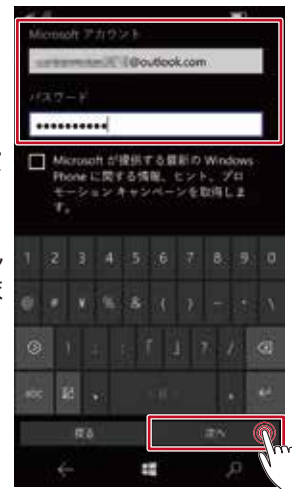 Microsoft アカウント
@outlook.com
パスワード
••••••••••
Microsoft が提供する最新の Windows
Phone に関する情報、ヒント、プロ
モーション キャンペーンを取得しま
す。
1 2 3 4 5 6 7 8 9 0
@ # ¥ % & ( )
! : 「 」 ? /
abc 記
戻る 次へ